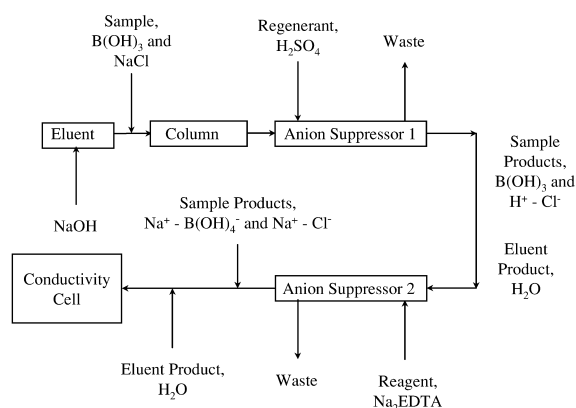 Sample,
B(OH)₃ and
NaCl
Regenerant,
H₂SO₄
Waste
Eluent
Column
Anion Suppressor 1
Sample
Products,
B(OH)₃ and
H⁺ - Cl⁻
NaOH
Sample Products,
Na⁺ - B(OH)₄⁻ and Na⁺ - Cl⁻
Eluent
Product,
H₂O
Conductivity
Cell
Anion Suppressor 2
Eluent Product,
H₂O
Waste
Reagent,
Na₂EDTA